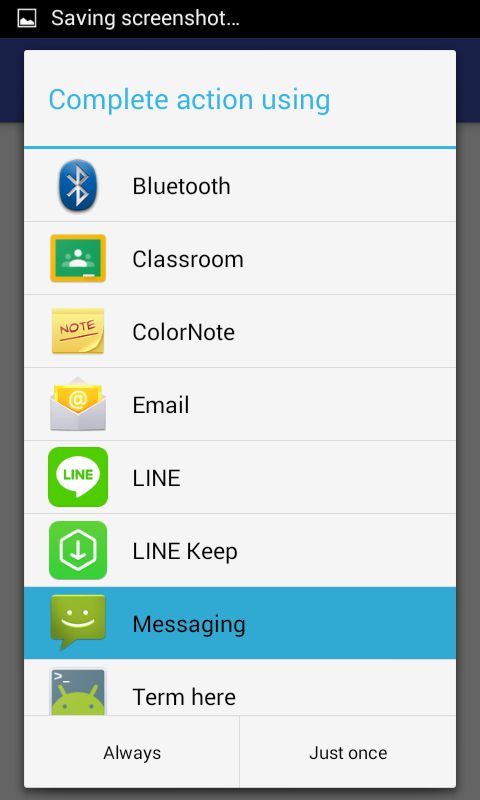 Saving screenshot...
Complete action using
Bluetooth
Classroom
NOTE
ColorNote
@
Email
LINE
LINE
LINE Keep
Messaging
>_
Term here
Always
Just once